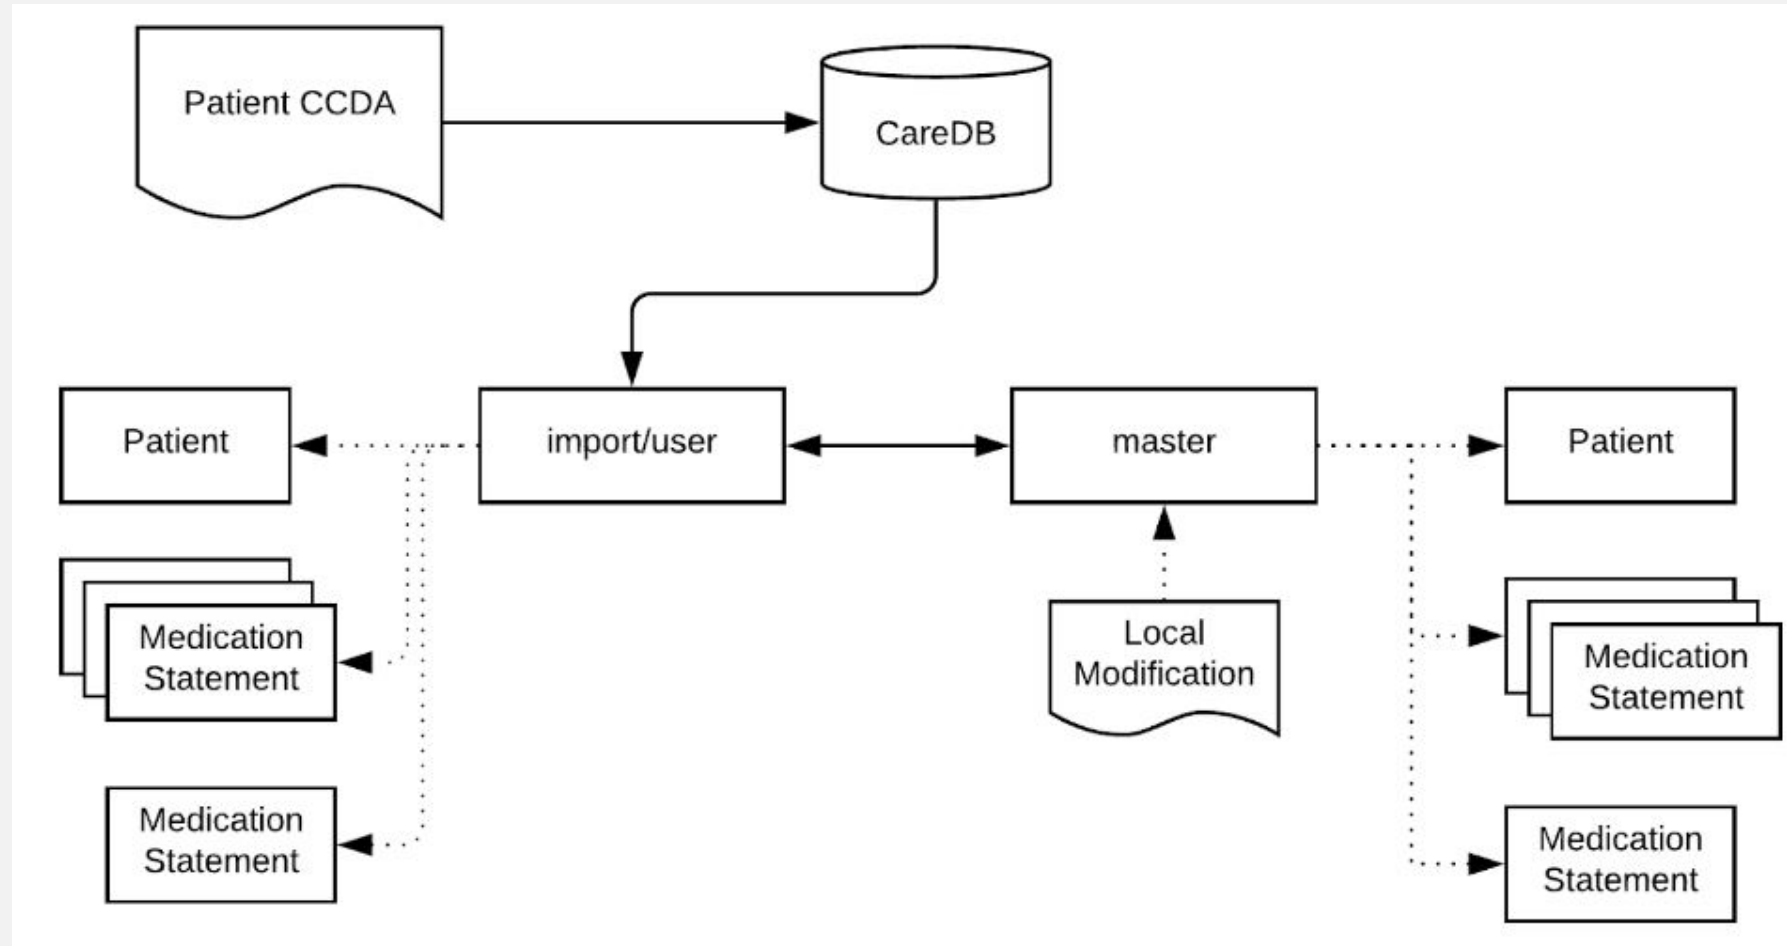 Patient CCDA
CareDB
Patient
import/user
master
Patient
Medication
Statement
Local
Modification
Medication
Statement
Medication
Statement
Medication
Statement